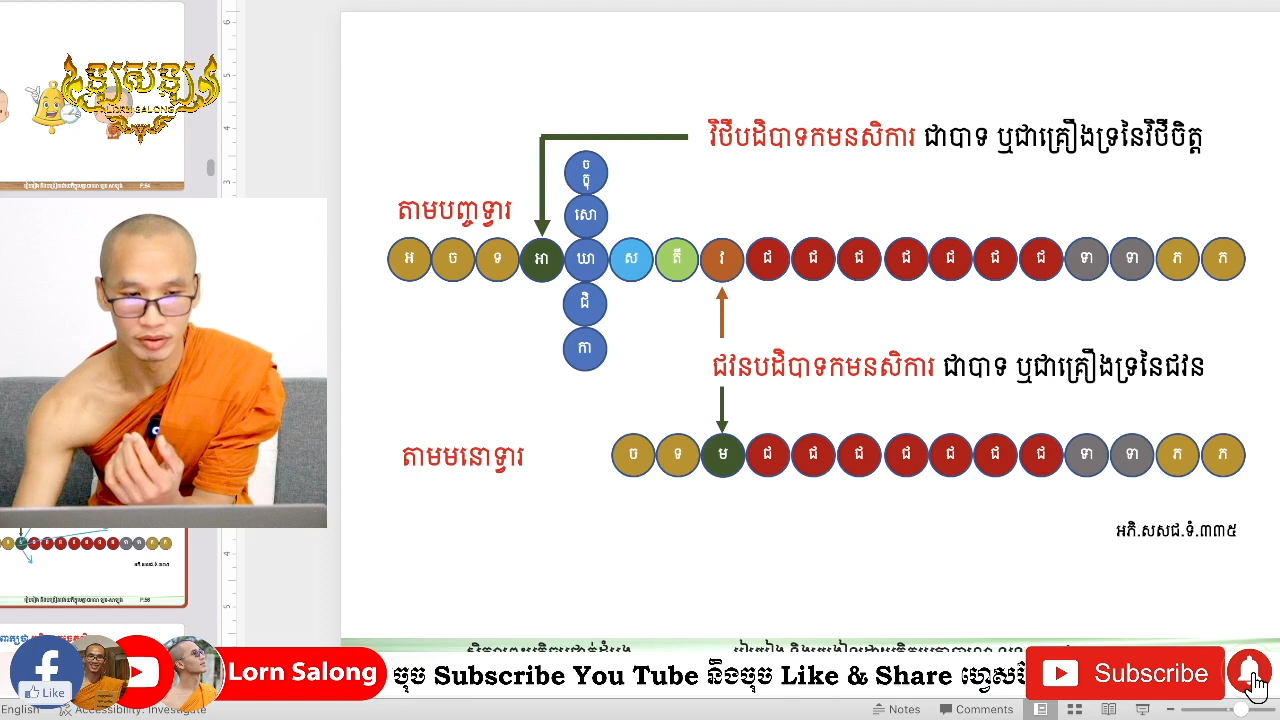 ឡសឡ
LORN SALONG
វិថីបដិបាទកមនសិការ ជាបាទ ឬជាគ្រឿងទ្រនៃវិថីចិត្ត
ច
តាមបញ្ចទ្វារ
សោ
អ ច ទ អា ឃា ស តី វ ជ ជ ជ ជ ជ ជ ជ ទា ទា ភ ភ
ជិ
កា
ជវនបដិបាទកមនសិការ ជាបាទ ឬជាគ្រឿងទ្រនៃជវន
តាមមនោទ្វារ
ច ទ ម ជ ជ ជ ជ ជ ជ ជ ទា ទា ភ ភ
អភិ.សសជ.ទំ.៣៣៥
Like
Lorn Salong
ចុច Subscribe You Tube និងចុច Like & Share
Subscribe
English
Accessibility: Investigate
Notes
Comments